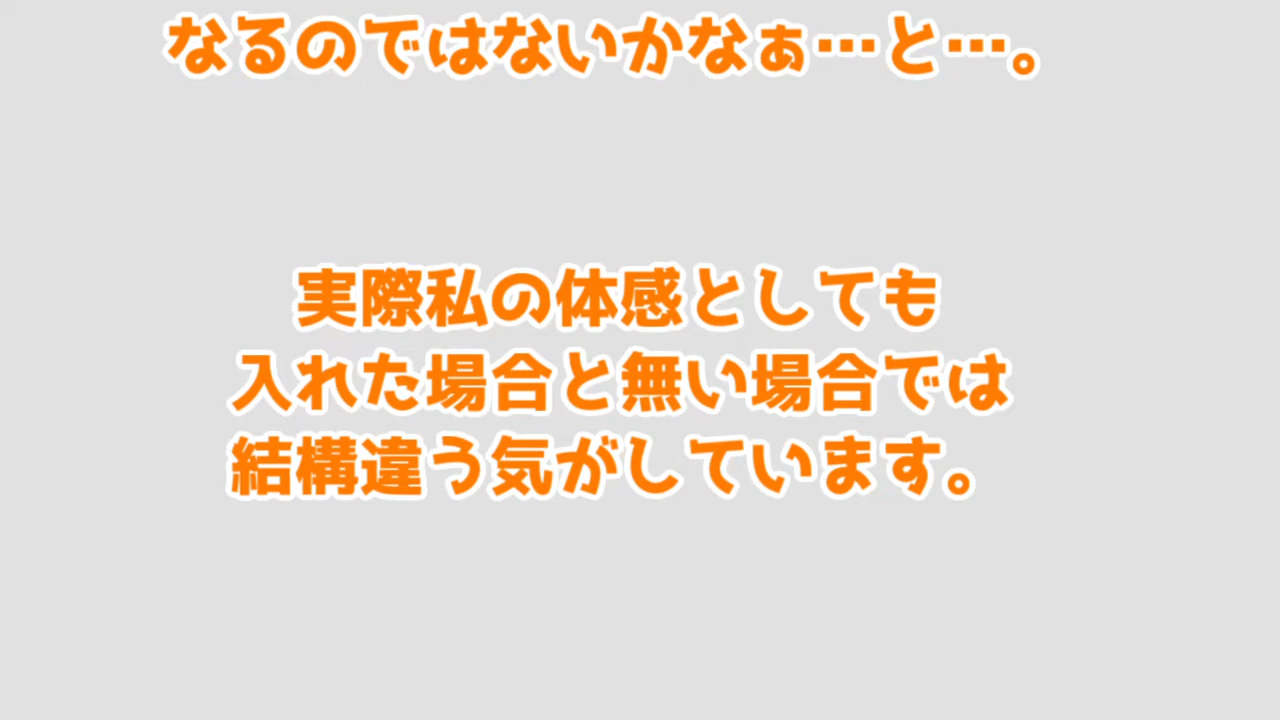 なるのではないかなぁ…と…。
実際私の体感としても
入れた場合と無い場合では
結構違う気がしています。